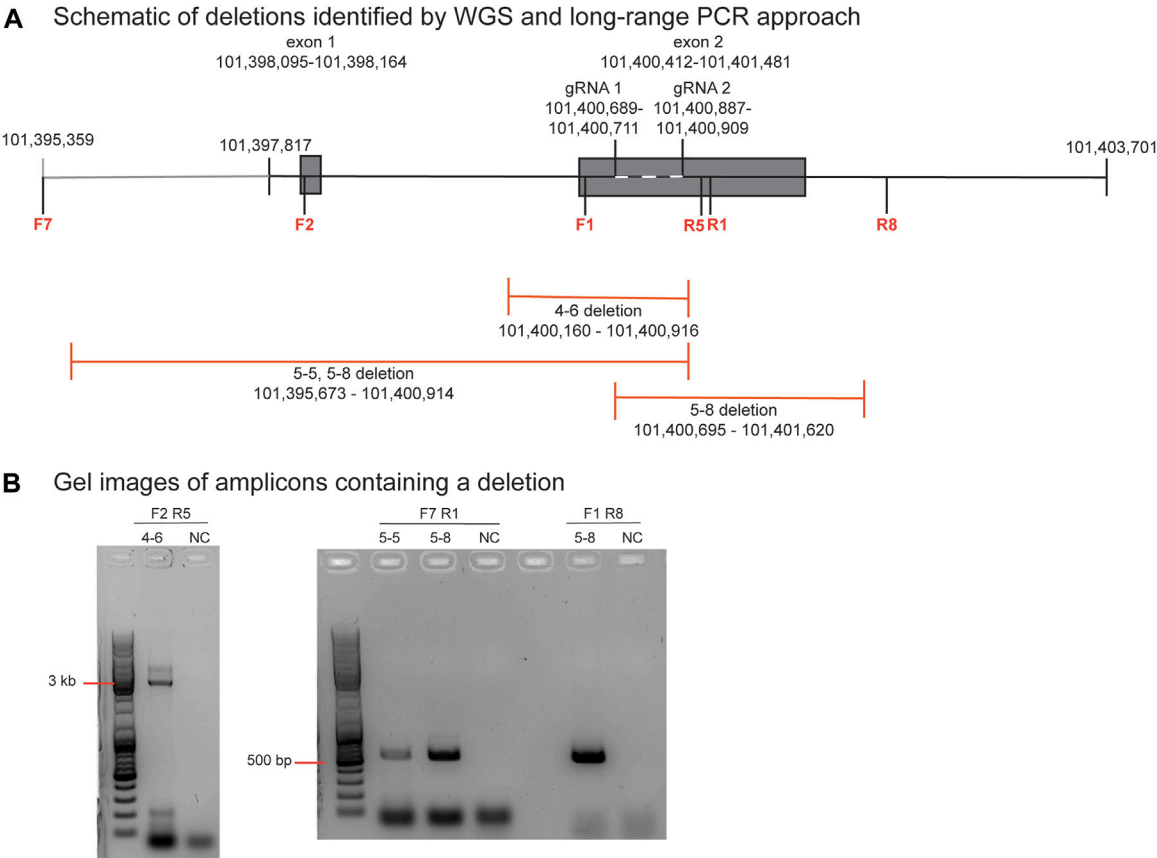 A Schematic of deletions identified by WGS and long-range PCR approach
exon 1
101,398,095-101,398,164
exon 2
101,400,412-101,401,481
gRNA 1
101,400,689-
101,400,711
gRNA 2
101,400,887-
101,400,909
101,395,359
101,397,817
101,403,701
F7
F2
F1
R5
R1
R8
4-6 deletion
101,400,160 - 101,400,916
5-5, 5-8 deletion
101,395,673 - 101,400,914
5-8 deletion
101,400,695 - 101,401,620
B Gel images of amplicons containing a deletion
F2 R5
4-6 NC
F7 R1
5-5 5-8 NC
F1 R8
5-8 NC
3 kb
500 bp